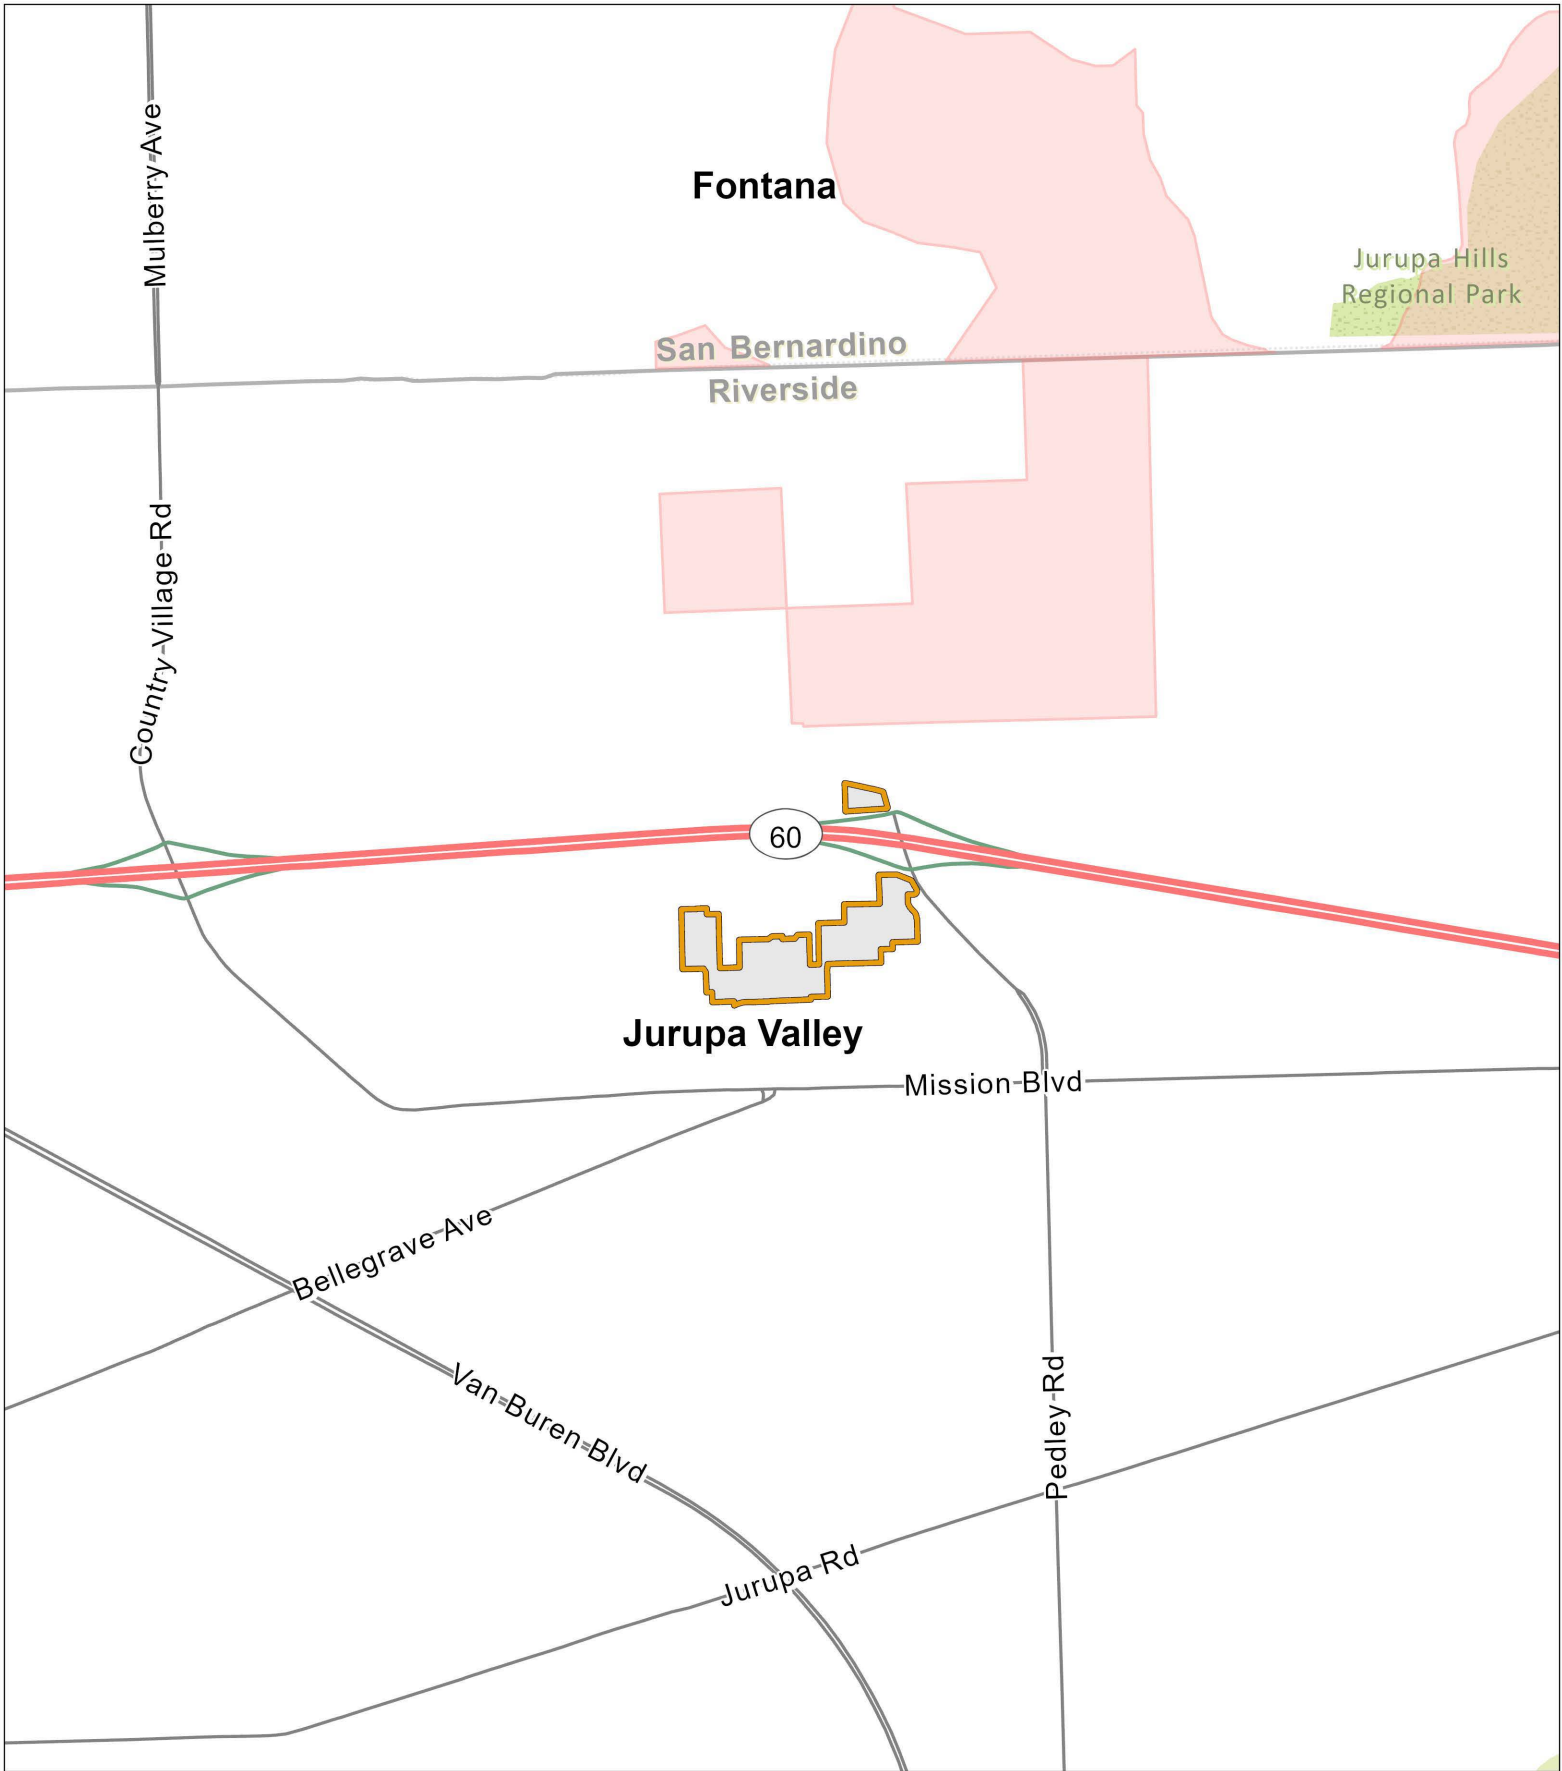 Mulberry Ave
Fontana
Jurupa Hills
Regional Park
San Bernardino
Riverside
Country Village Rd
60
Jurupa Valley
Mission Blvd
Bellegrave Ave
Van Buren Blvd
Pedley Rd
Jurupa Rd